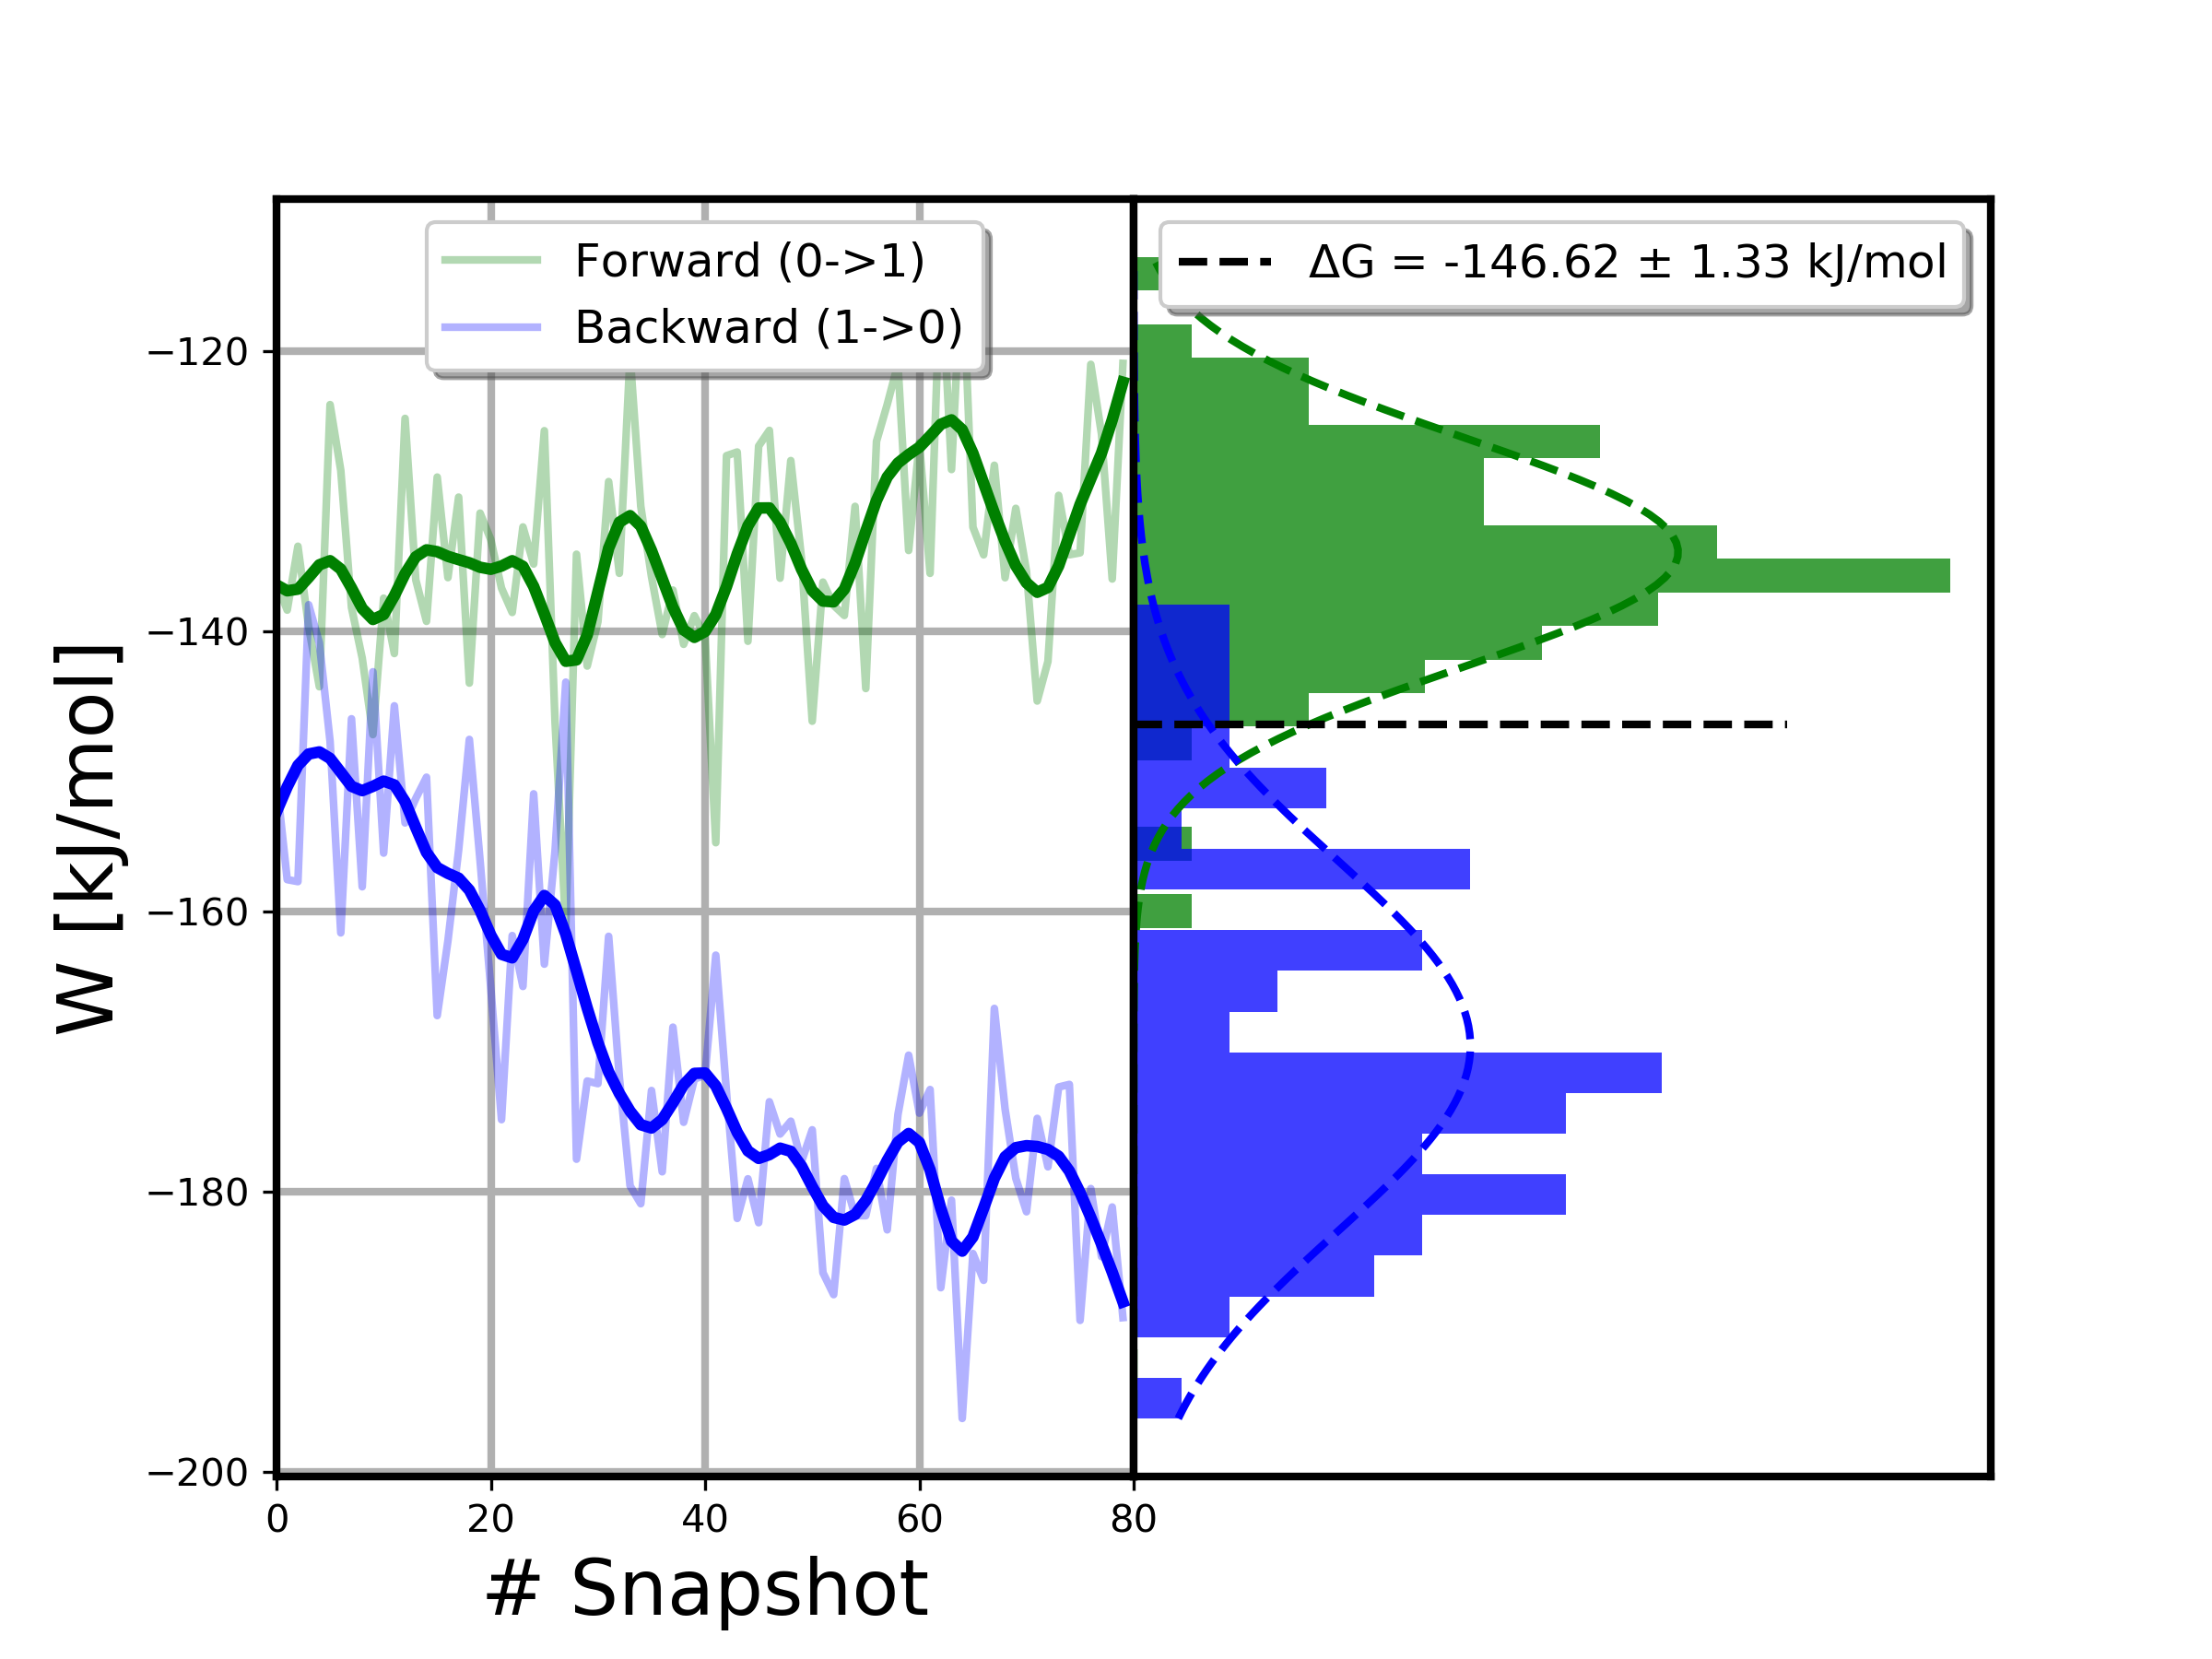 Forward (0->1)
Backward (1->0)
ΔG = -146.62 ± 1.33 kJ/mol
W [kJ/mol]
−120
−140
−160
−180
−200
0 20 40 60 80
# Snapshot